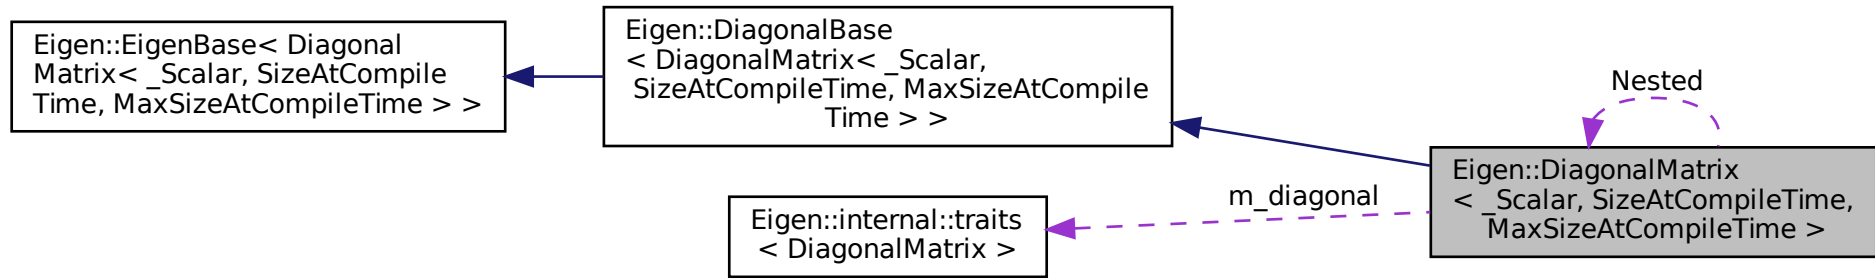 Eigen::EigenBase< Diagonal
Matrix< _Scalar, SizeAtCompile
Time, MaxSizeAtCompileTime > >
Eigen::DiagonalBase
< DiagonalMatrix< _Scalar,
SizeAtCompileTime, MaxSizeAtCompile
Time > >
Nested
Eigen::DiagonalMatrix
< _Scalar, SizeAtCompileTime,
MaxSizeAtCompileTime >
m_diagonal
Eigen::internal::traits
< DiagonalMatrix >